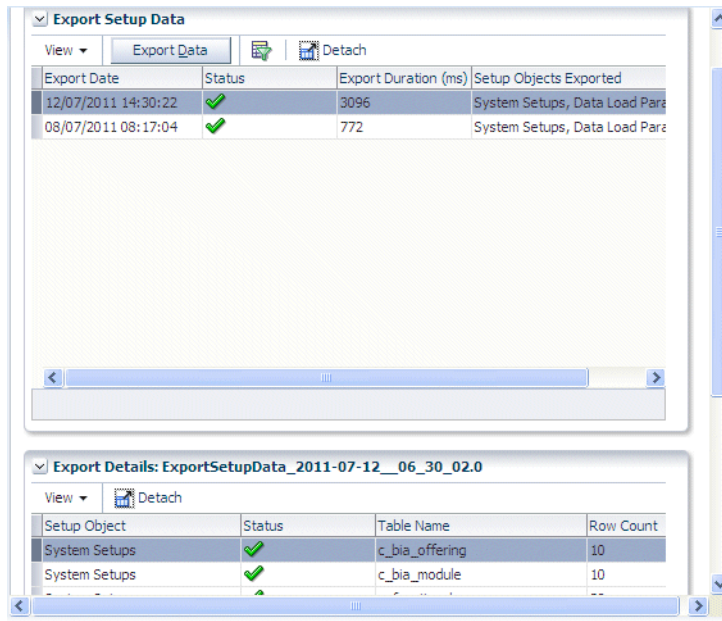 Export Setup Data
View Export Data Detach
Export Date Status Export Duration (ms) Setup Objects Exported
12/07/2011 14:30:22 3096 System Setups, Data Load Para
08/07/2011 08:17:04 772 System Setups, Data Load Para
Export Details: ExportSetupData_2011-07-12__06_30_02.0
View Detach
Setup Object Status Table Name Row Count
System Setups c_bia_offering 10
System Setups c_bia_module 10